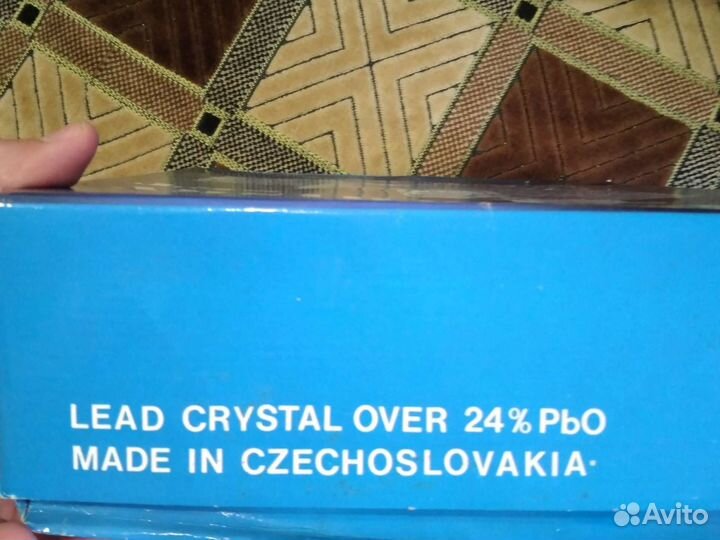 LEAD CRYSTAL OVER 24% PbO
MADE IN CZECHOSLOVAKIA·
Avito